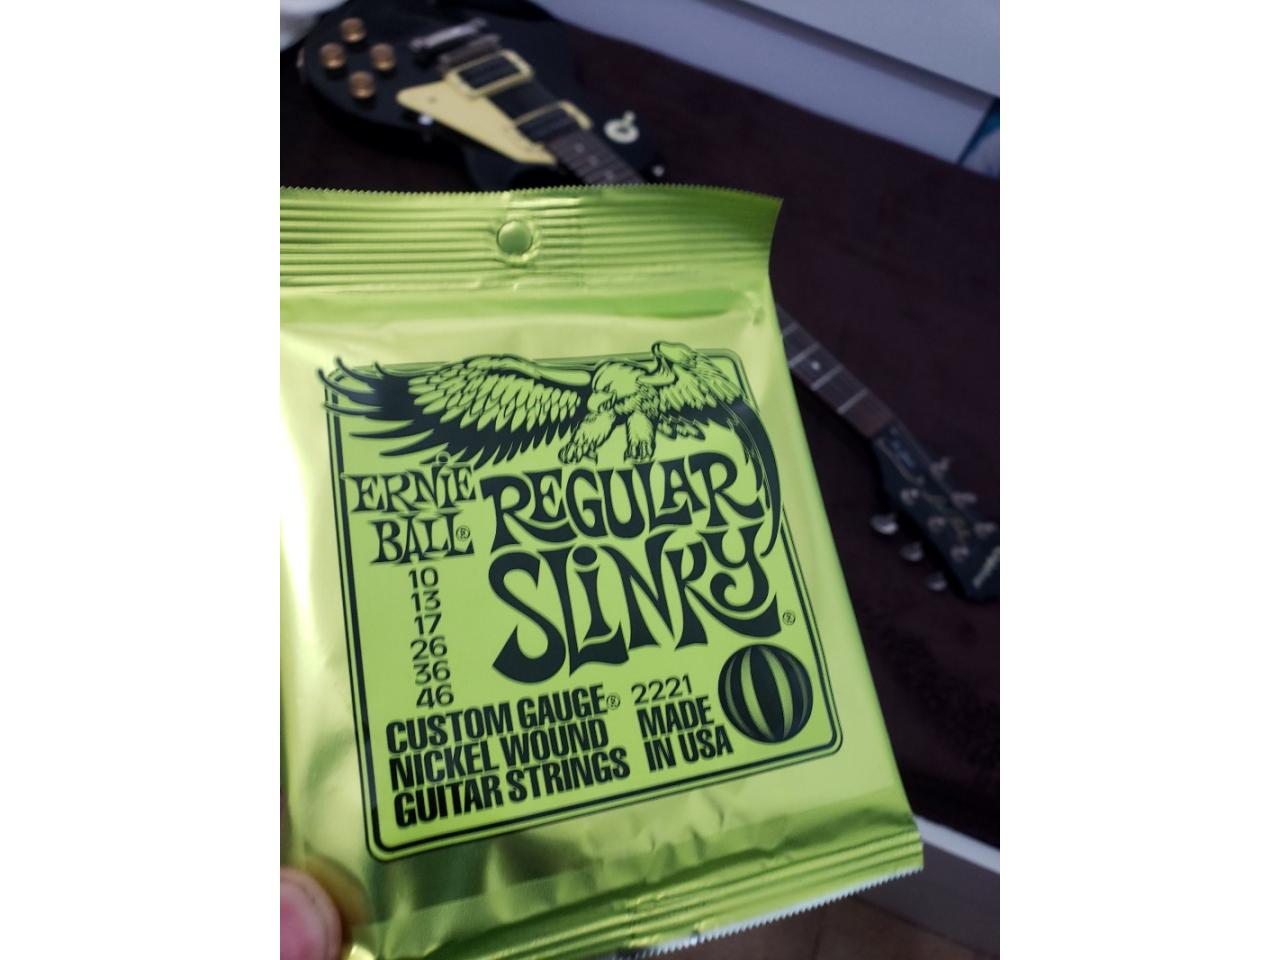 ERNiE
BALL®
REGULAR
SLiNKY®
10
13
17
26
36
46
CUSTOM GAUGE®
NICKEL WOUND
GUITAR STRINGS
2221
MADE
IN USA